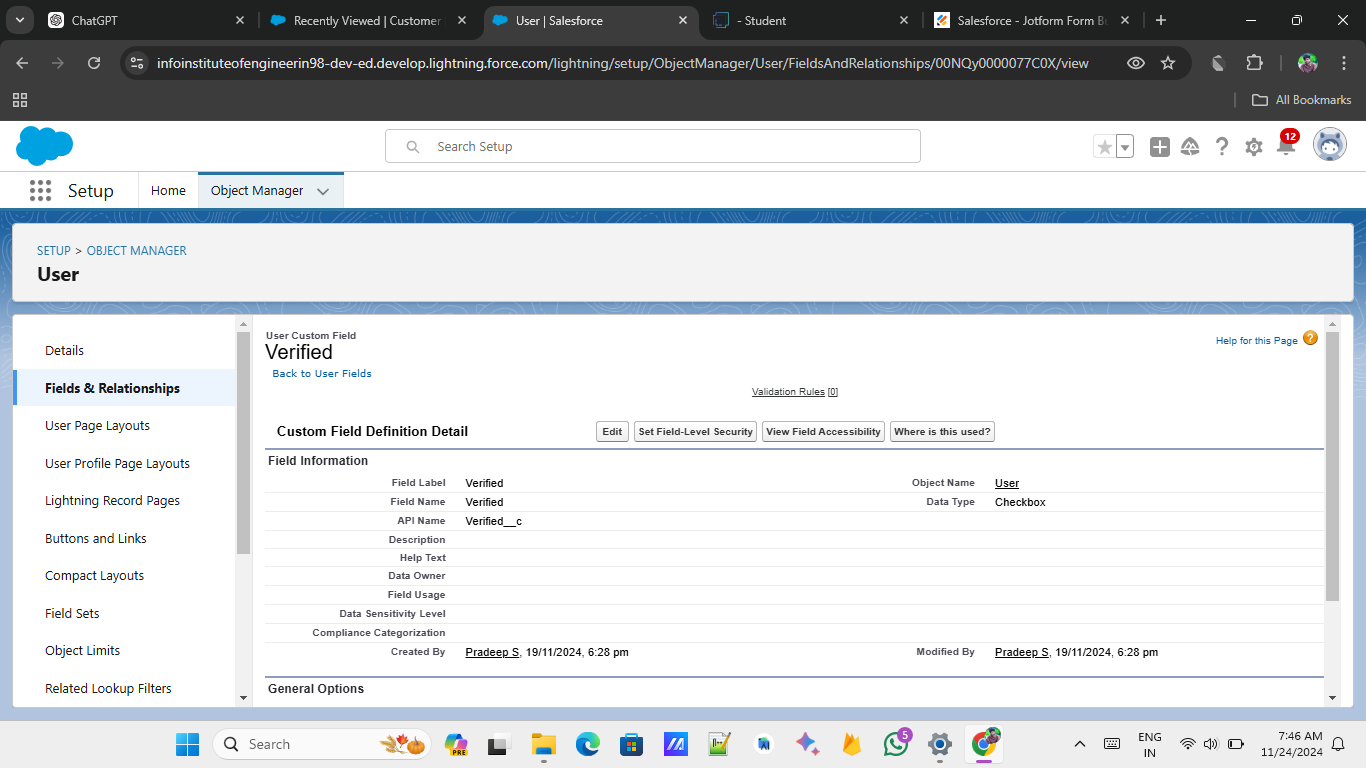 ChatGPT
Recently Viewed | Customer
User | Salesforce
- Student
Salesforce - Jotform Form Bu
infoinstituteofengineerin98-dev-ed.develop.lightning.force.com/lightning/setup/ObjectManager/User/FieldsAndRelationships/00NQy0000077C0X/view
All Bookmarks
Search Setup
12
Setup
Home
Object Manager
SETUP > OBJECT MANAGER
User
Details
Fields & Relationships
User Page Layouts
User Profile Page Layouts
Lightning Record Pages
Buttons and Links
Compact Layouts
Field Sets
Object Limits
Related Lookup Filters
User Custom Field
Verified
Back to User Fields
Help for this Page
Validation Rules [0]
Custom Field Definition Detail
Edit
Set Field-Level Security
View Field Accessibility
Where is this used?
Field Information
Field Label Verified Object Name User
Field Name Verified Data Type Checkbox
API Name Verified__c
Description
Help Text
Data Owner
Field Usage
Data Sensitivity Level
Compliance Categorization
Created By Pradeep S, 19/11/2024, 6:28 pm Modified By Pradeep S, 19/11/2024, 6:28 pm
General Options
Search
PRE
5
ENG
IN
7:46 AM
11/24/2024